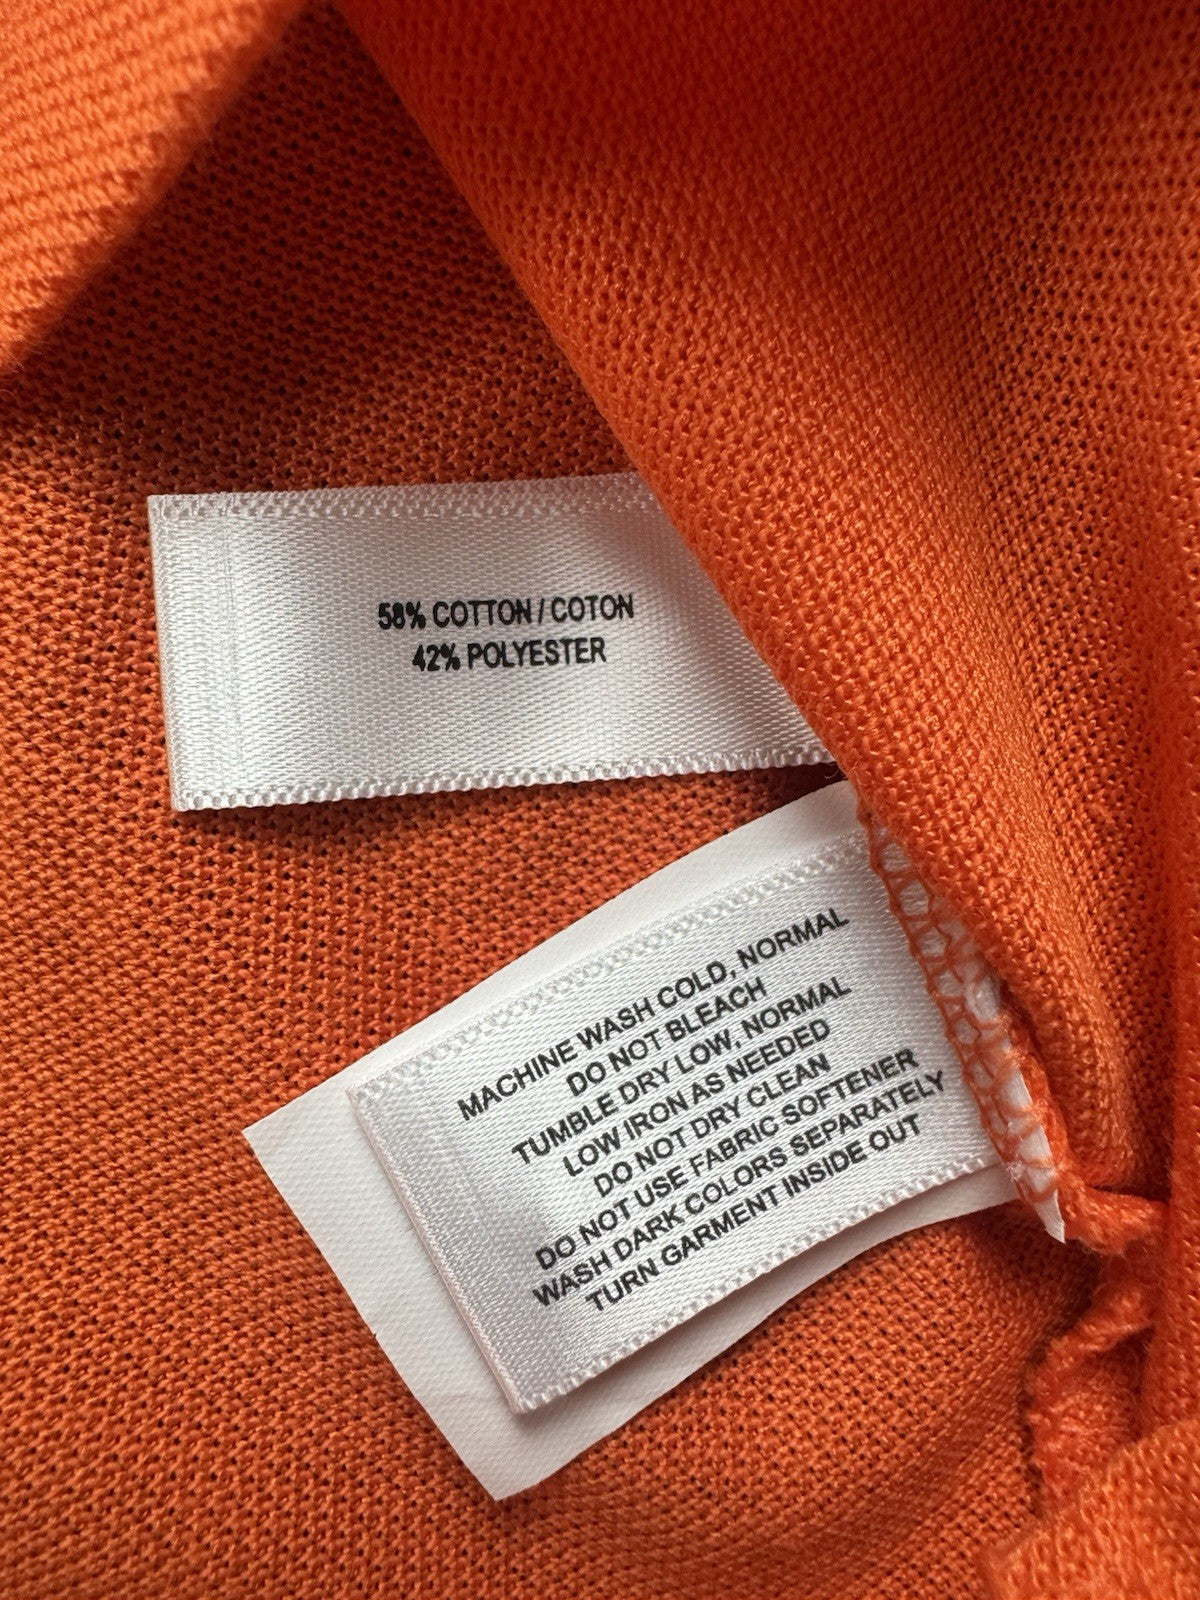 58% COTTON / COTON
42% POLYESTER
MACHINE WASH COLD, NORMAL
DO NOT BLEACH
TUMBLE DRY LOW, NORMAL
LOW IRON AS NEEDED
DO NOT DRY CLEAN
DO NOT USE FABRIC SOFTENER
WASH DARK COLORS SEPARATELY
TURN GARMENT INSIDE OUT